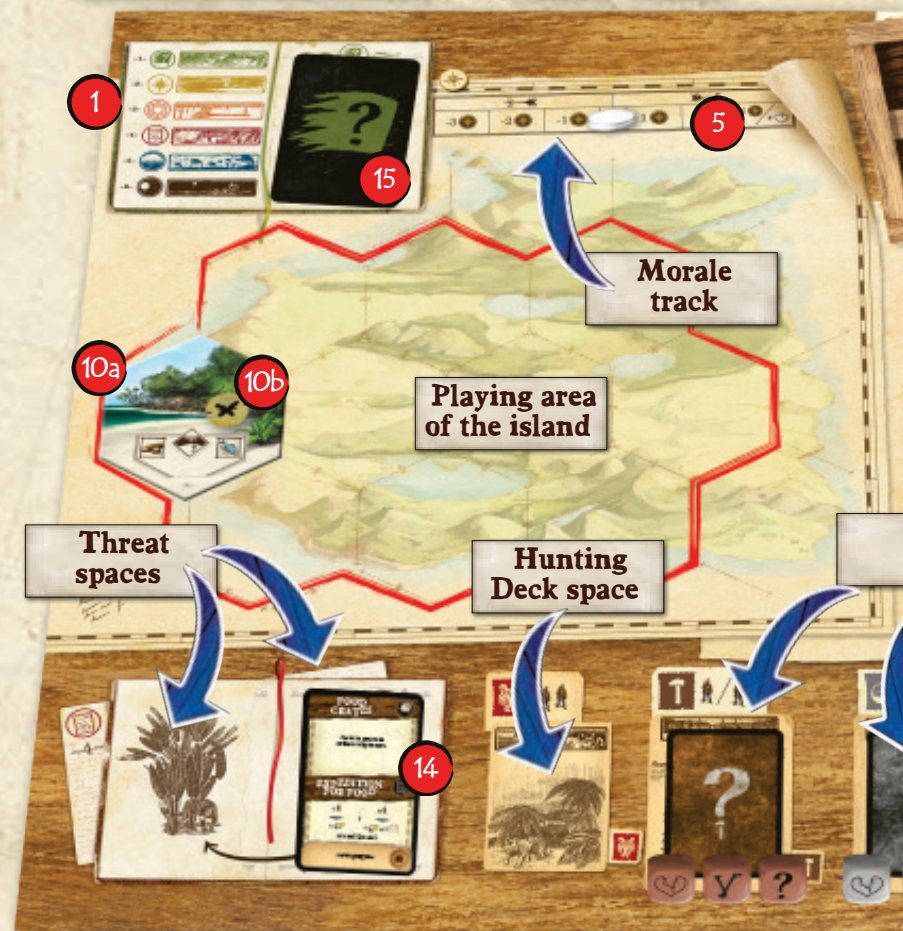 1
15
?
-3
-2
-1
1
5
Morale
track
10a
10b
Playing area
of the island
Threat
spaces
Hunting
Deck space
FOOD
CRATES
14
EXPEDITION
FOR FOOD
?
?